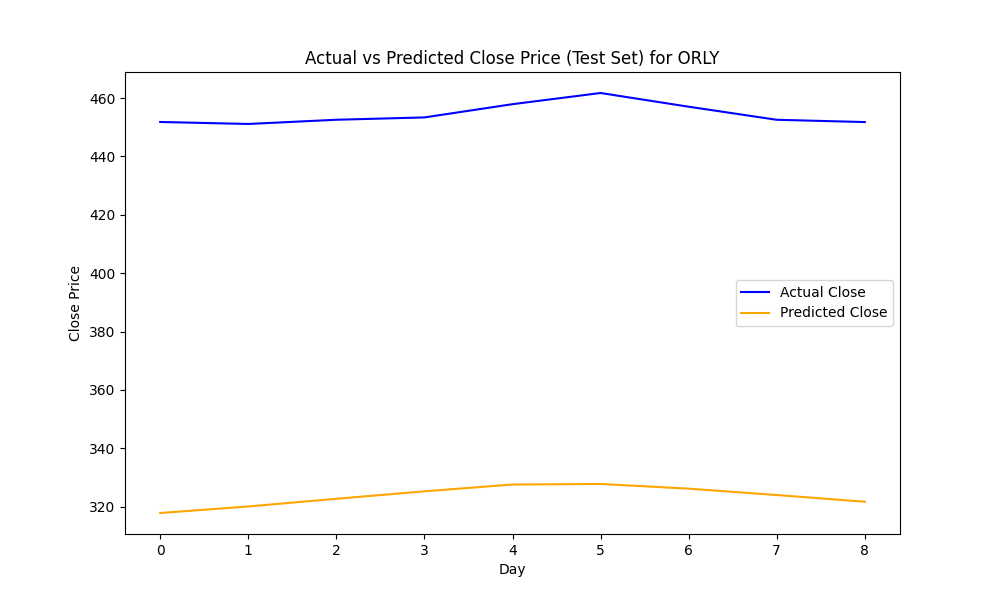 Actual vs Predicted Close Price (Test Set) for ORLY
Close Price
460
440
420
400
380
360
340
320
Actual Close
Predicted Close
0 1 2 3 4 5 6 7 8
Day